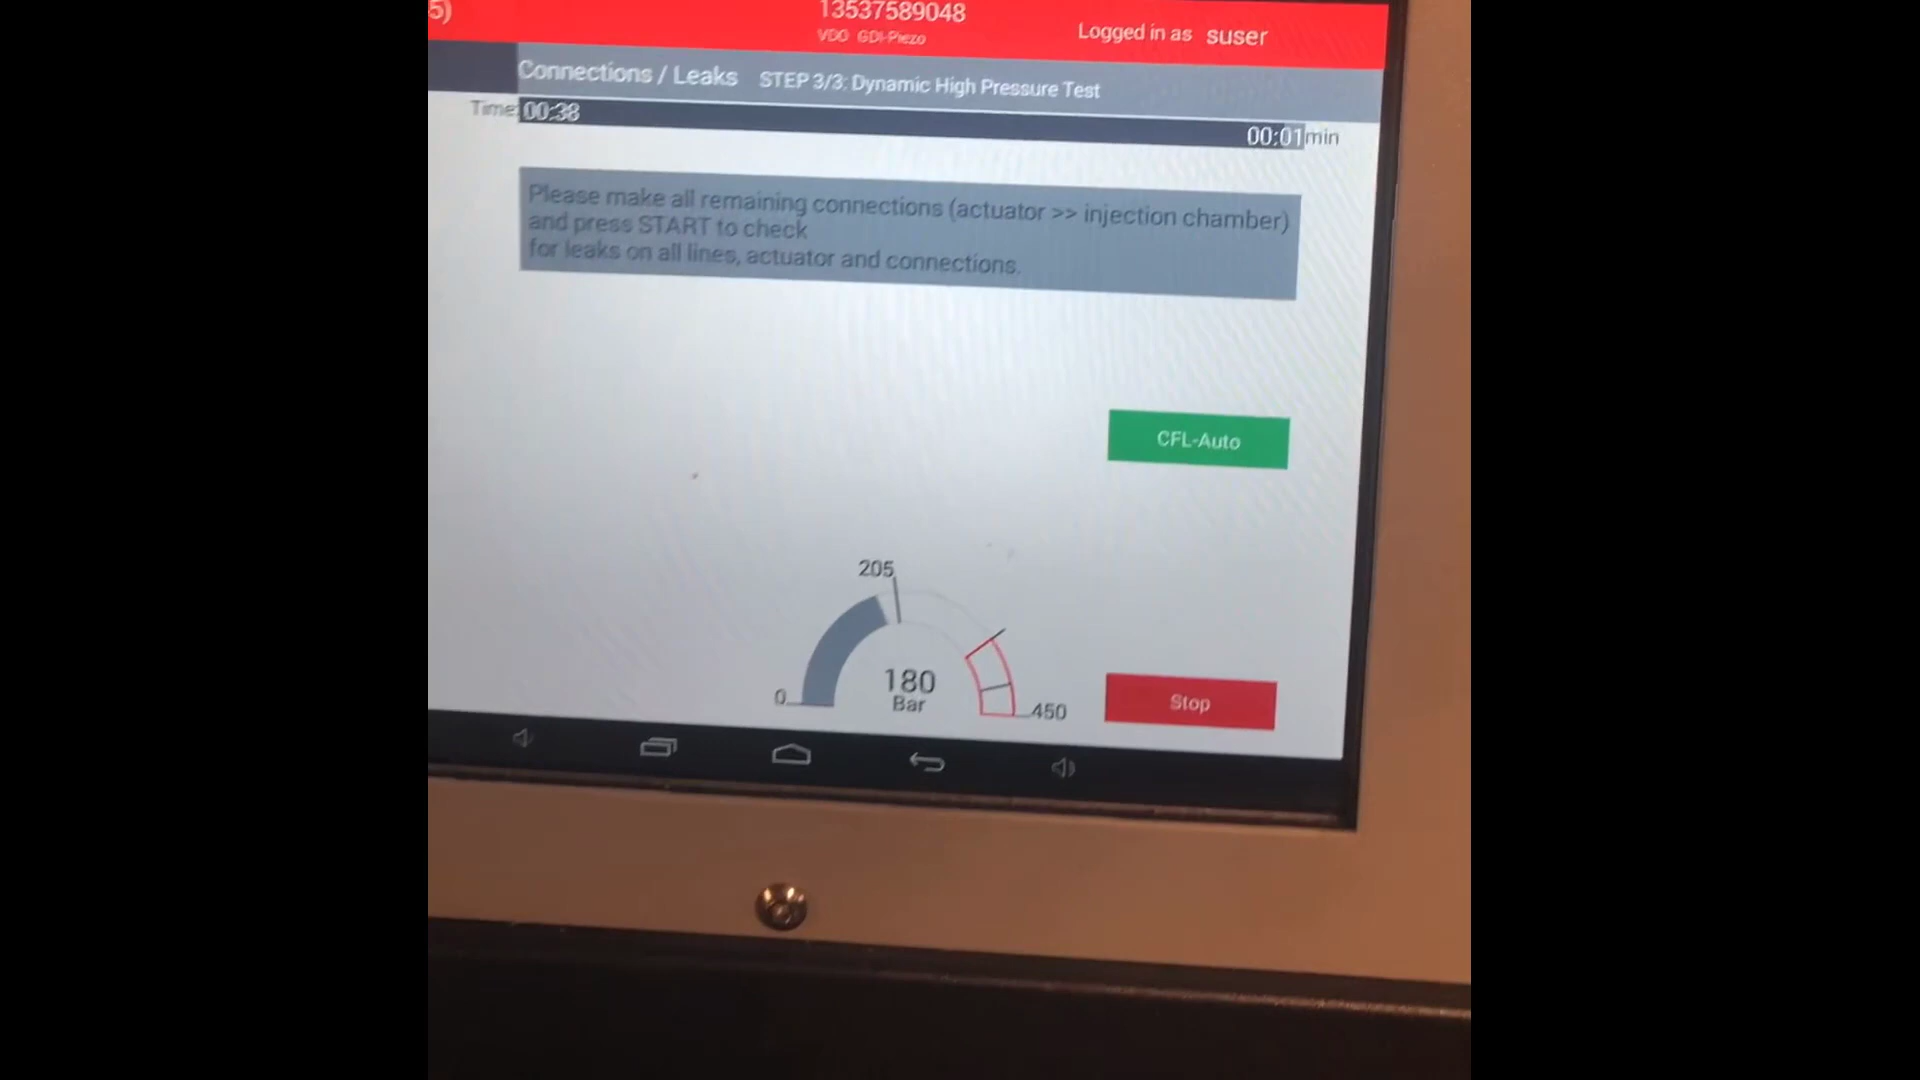 5)
13537589048
VDO GDI-Piezo
Logged in as suser
Connections / Leaks STEP 3/3: Dynamic High Pressure Test
Time: 00:38
00:01 min
Please make all remaining connections (actuator >> injection chamber)
and press START to check
for leaks on all lines, actuator and connections.
CFL-Auto
205
0
180
Bar
450
Stop